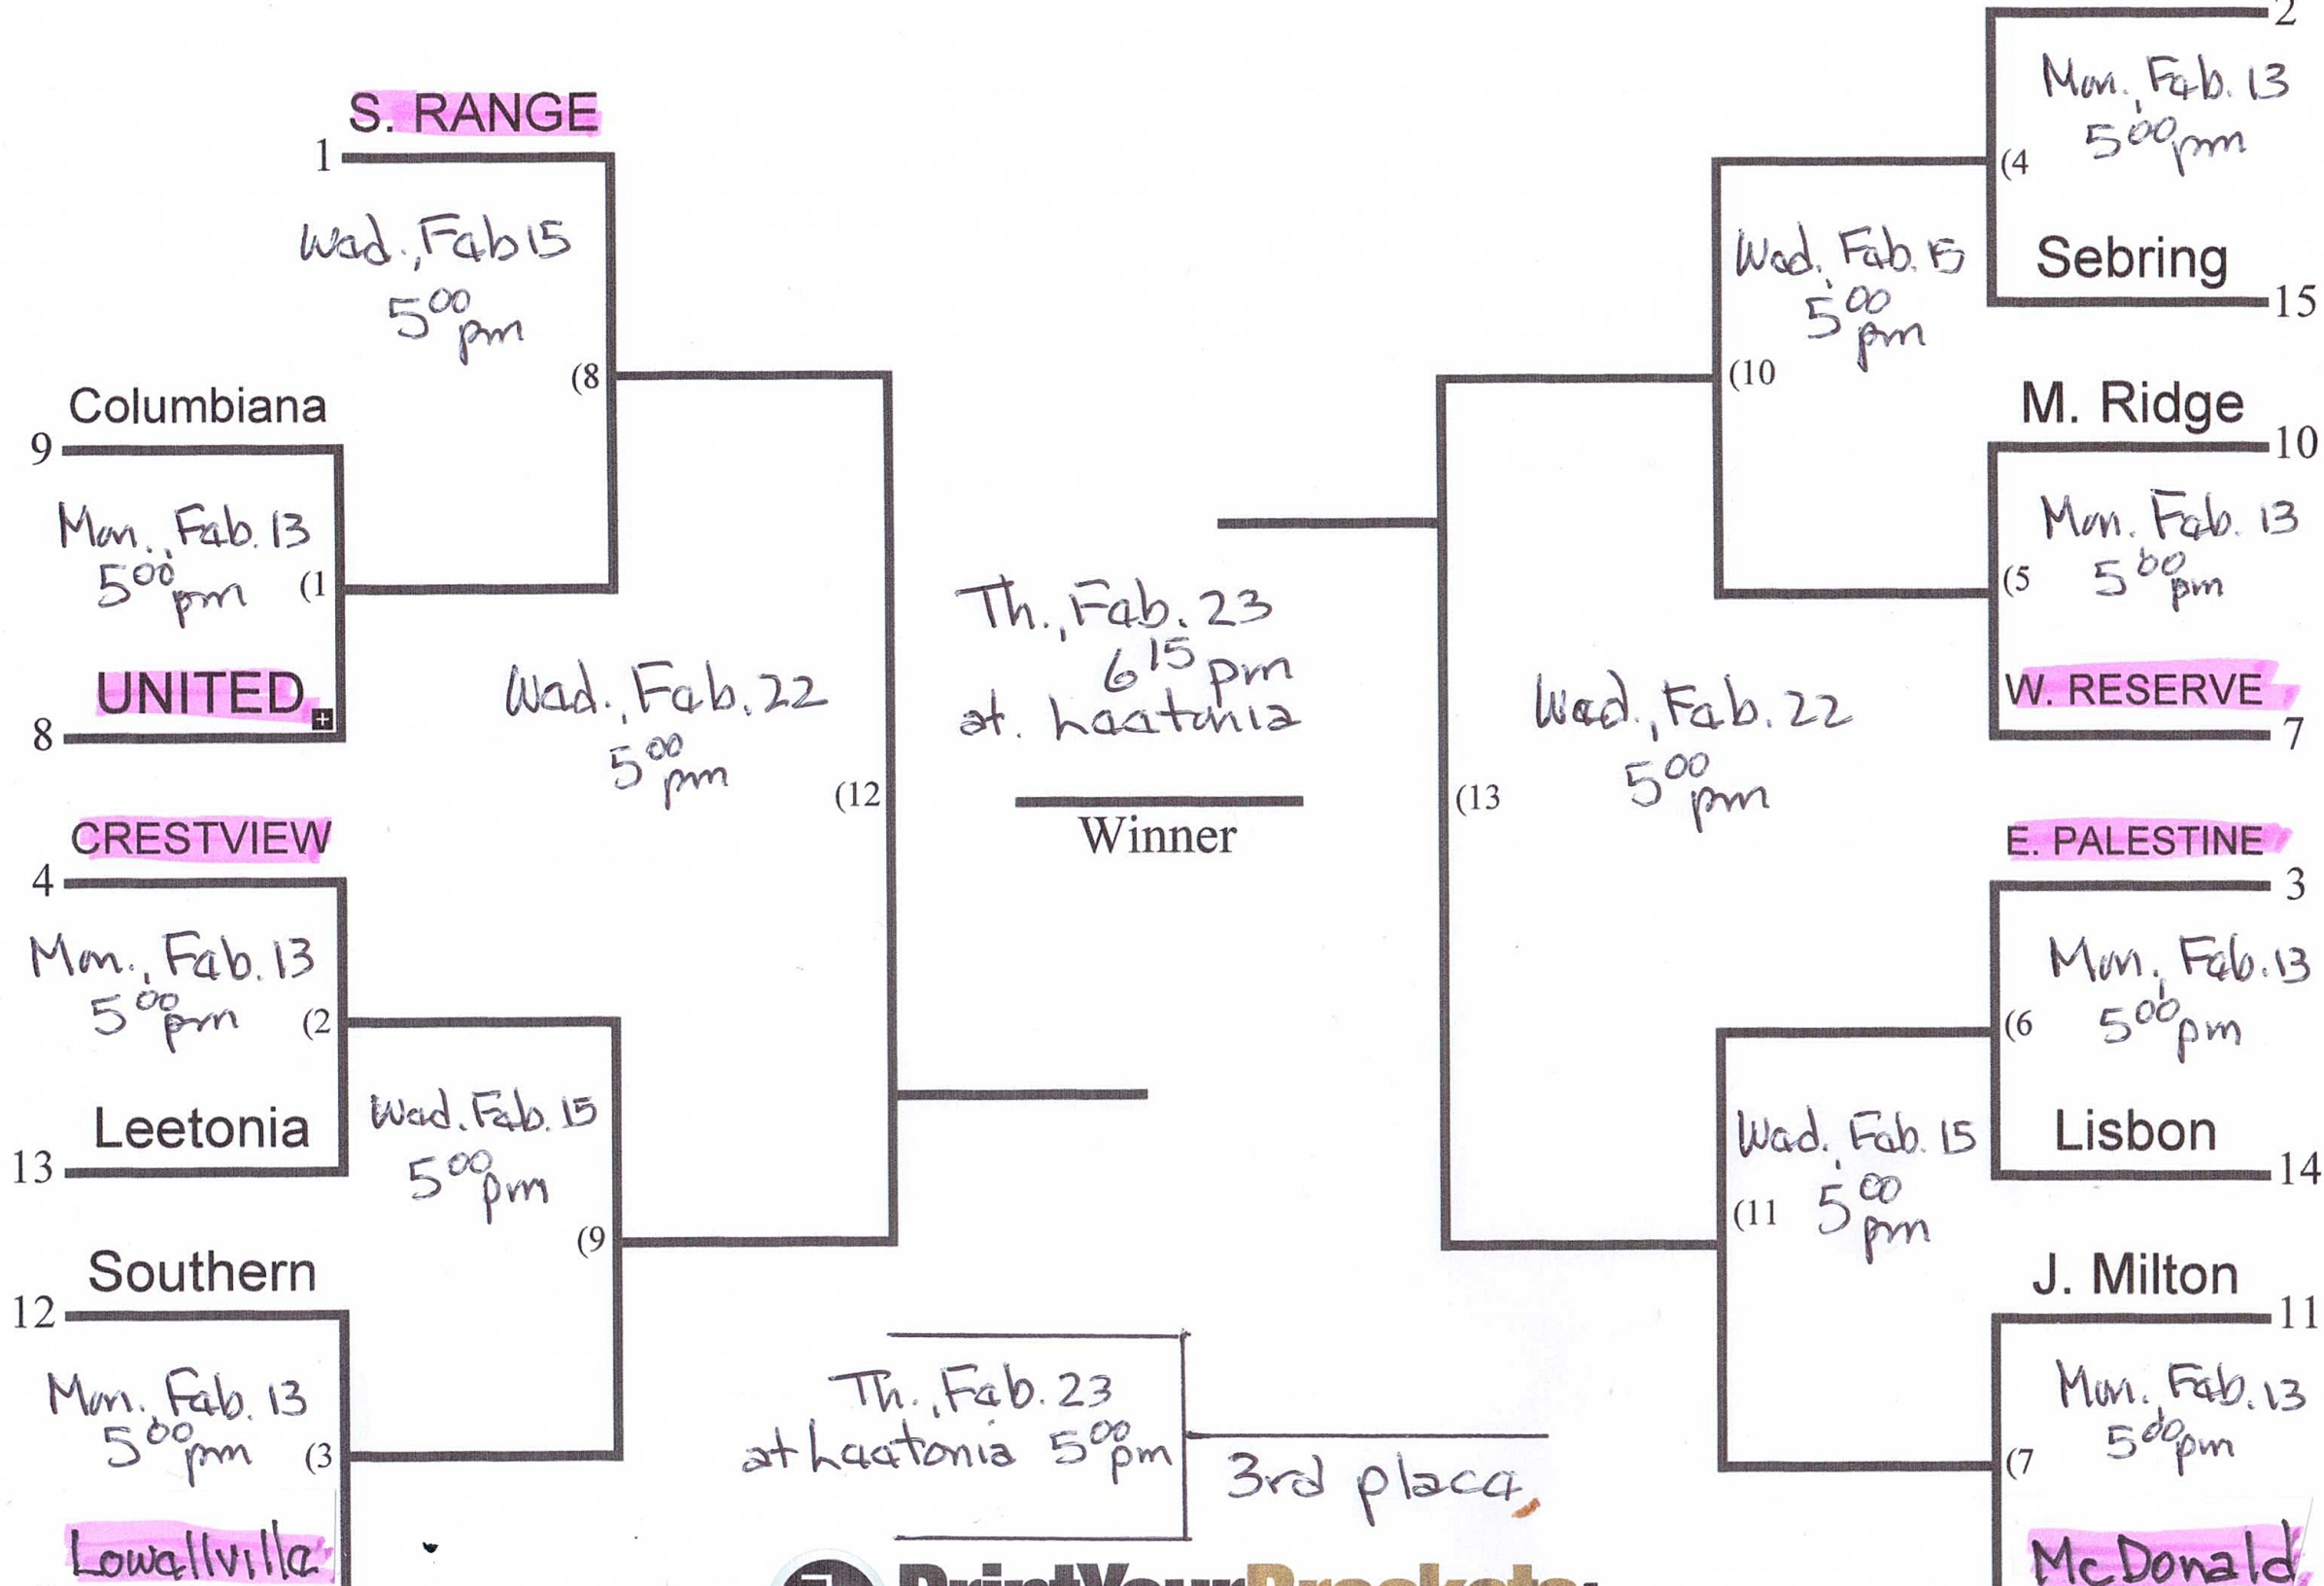 2
Mon., Feb. 13
5 00 pm
(4
Sebring
15
S. RANGE
1
Wed., Feb 15
5 00
pm
(8
Wed. Feb. 15
5 00
pm
(10
Columbiana
9
Mon., Feb. 13
5 00 pm
(1
UNITED
8
M. Ridge
10
Mon. Feb. 13
5 00 pm
(5
W. RESERVE
7
Wed., Feb. 22
5 00
pm
(12
Th., Feb. 23
6 15 pm
at. Leetonia
Winner
Wed., Feb. 22
5 00
pm
(13
CRESTVIEW
4
Mon., Feb. 13
5 00 pm
(2
Leetonia
13
Wed. Feb. 15
5 00
pm
(9
Southern
12
Mon. Feb. 13
5 00 pm
(3
Lowellville
E. PALESTINE
3
Mon, Feb. 13
5 00 pm
(6
Lisbon
14
Wed. Feb. 15
5 00
pm
(11
J. Milton
11
Mon. Feb. 13
5 00 pm
(7
McDonald
Th., Feb. 23
at Leetonia 5 00 pm
3rd place
PrintYourBrackets.